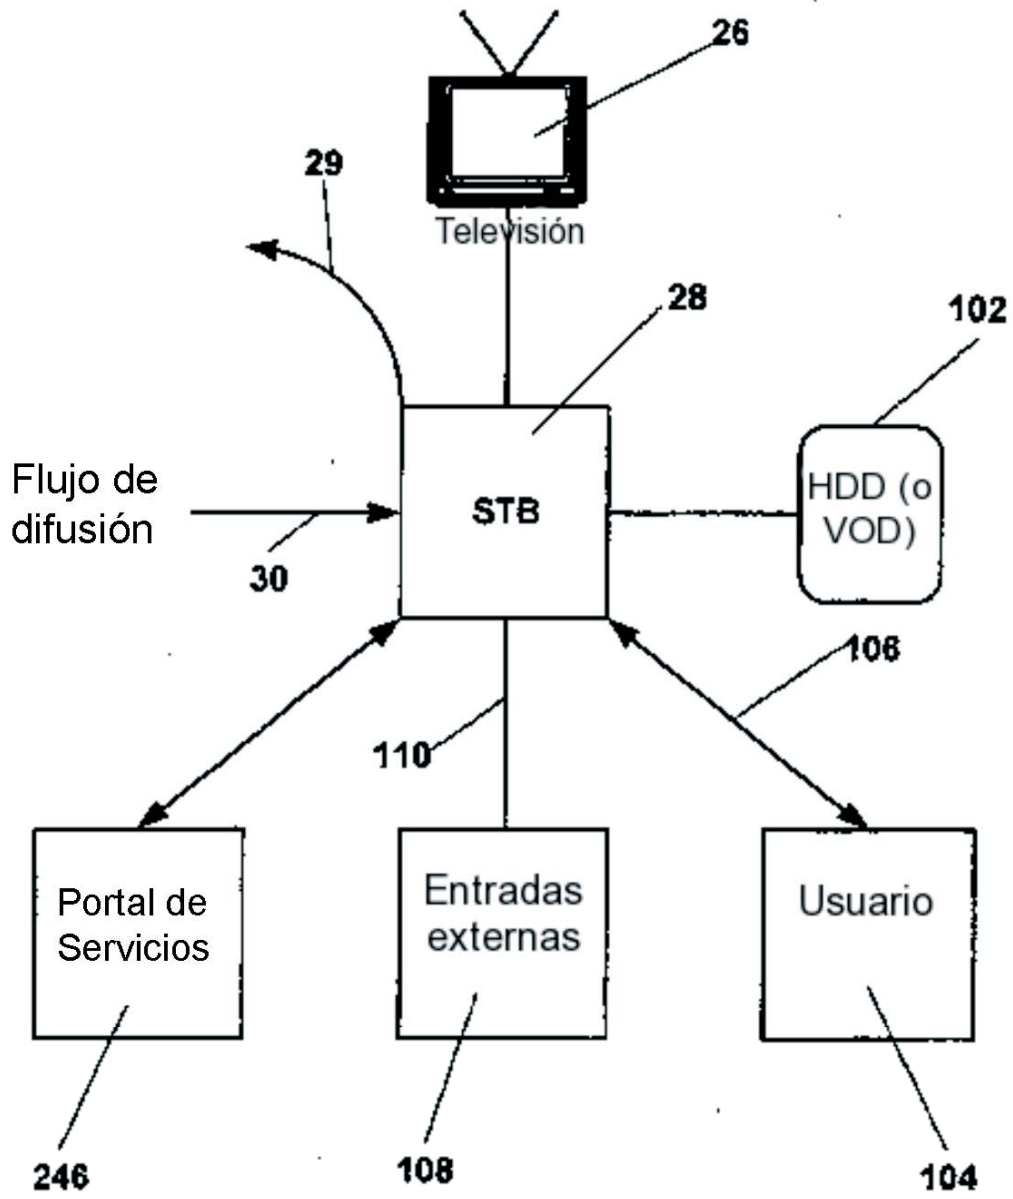 26
29
Televisión
28
102
Flujo de
difusión
30
STB
HDD (o
VOD)
106
110
Portal de
Servicios
Entradas
externas
Usuario
246
108
104